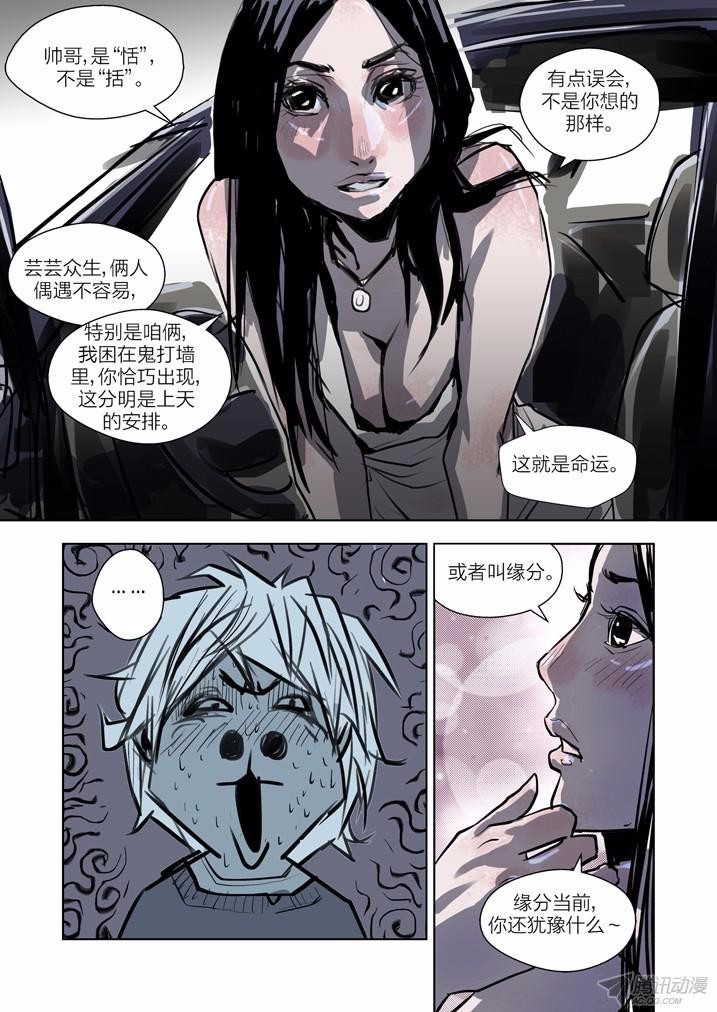 帅哥,是“恬”,
不是“括”。
有点误会,
不是你想的
那样。
芸芸众生,俩人
偶遇不容易,
特别是咱俩,
我困在鬼打墙
里,你恰巧出现,
这分明是上天
的安排。
这就是命运。
……
或者叫缘分。
缘分当前,
你还犹豫什么~
腾讯动漫
AC.QQ.COM